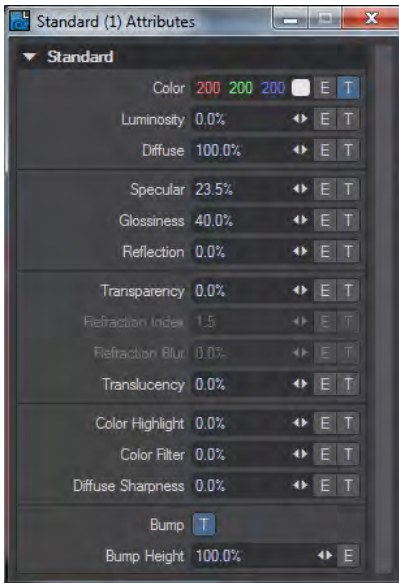 Standard (1) Attributes
Standard
Color 200 200 200 E T
Luminosity 0.0% E T
Diffuse 100.0% E T
Specular 23.5% E T
Glossiness 40.0% E T
Reflection 0.0% E T
Transparency 0.0% E T
Refraction Index 1.5 E T
Refraction Blur 0.0% E T
Translucency 0.0% E T
Color Highlight 0.0% E T
Color Filter 0.0% E T
Diffuse Sharpness 0.0% E T
Bump T
Bump Height 100.0% E